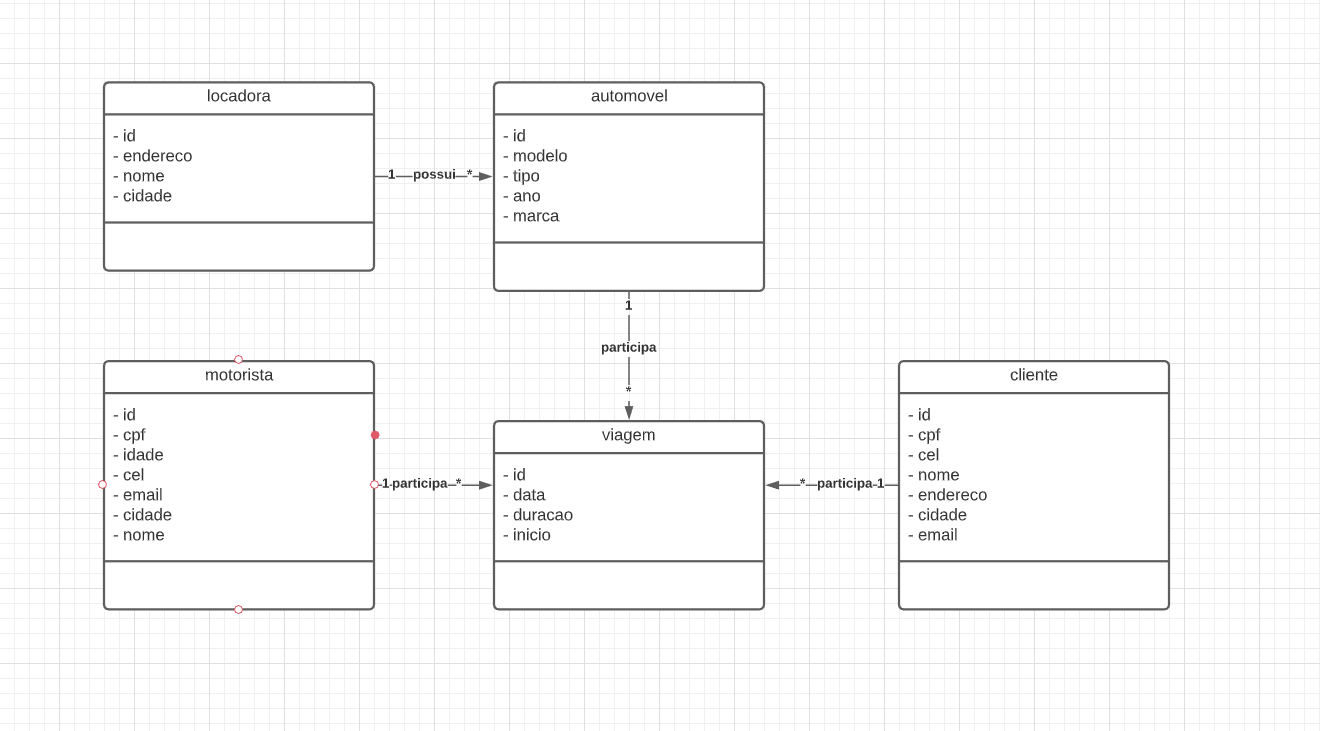 locadora
- id
- endereco
- nome
- cidade
1 possui *
automovel
- id
- modelo
- tipo
- ano
- marca
1
participa
*
motorista
- id
- cpf
- idade
- cel
- email
- cidade
- nome
1 participa *
viagem
- id
- data
- duracao
- inicio
* participa 1
cliente
- id
- cpf
- cel
- nome
- endereco
- cidade
- email